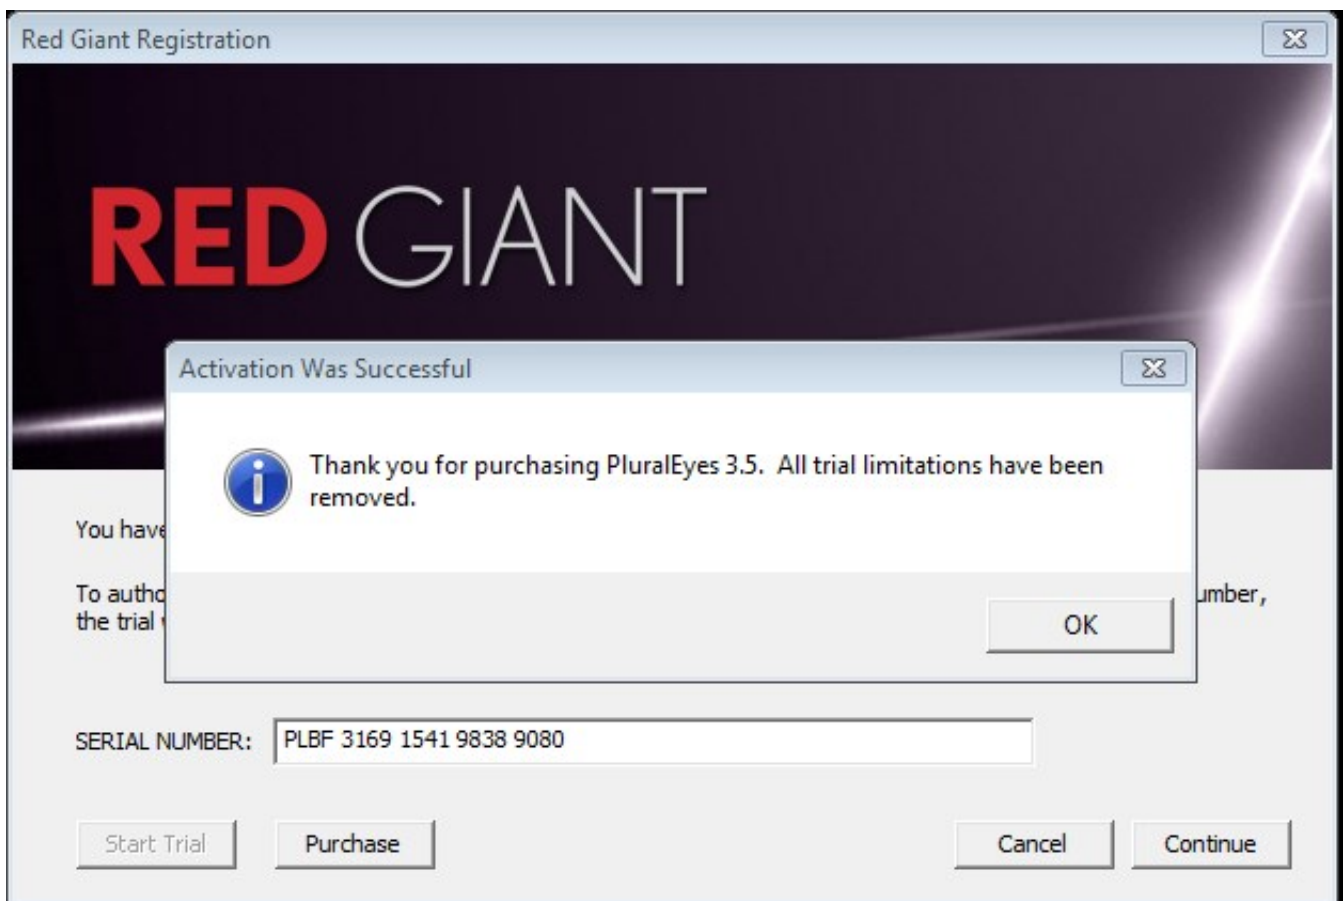 Red Giant Registration
RED GIANT
Activation Was Successful
Thank you for purchasing PluralEyes 3.5.  All trial limitations have been
removed.
You have
To autho
umber,
the trial
OK
SERIAL NUMBER: PLBF 3169 1541 9838 9080
Start Trial Purchase Cancel Continue